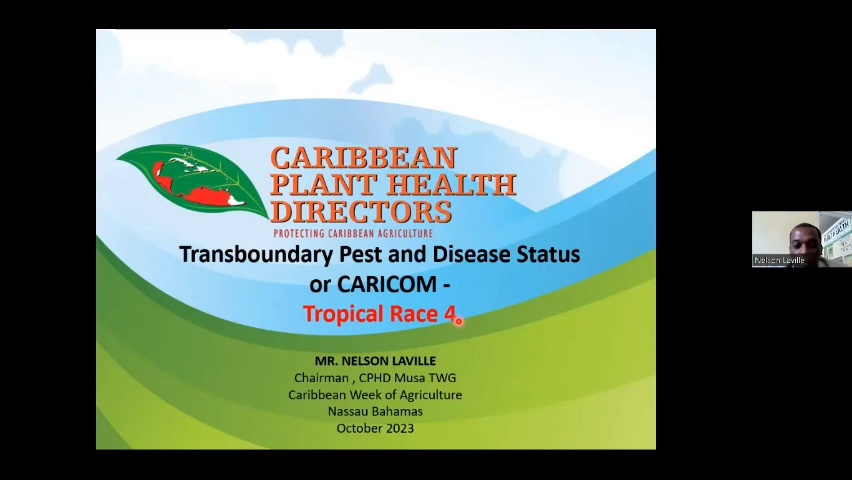 CARIBBEAN
PLANT HEALTH
DIRECTORS
PROTECTING CARIBBEAN AGRICULTURE
Transboundary Pest and Disease Status
or CARICOM -
Tropical Race 4
MR. NELSON LAVILLE
Chairman , CPHD Musa TWG
Caribbean Week of Agriculture
Nassau Bahamas
October 2023
Nelson Laville